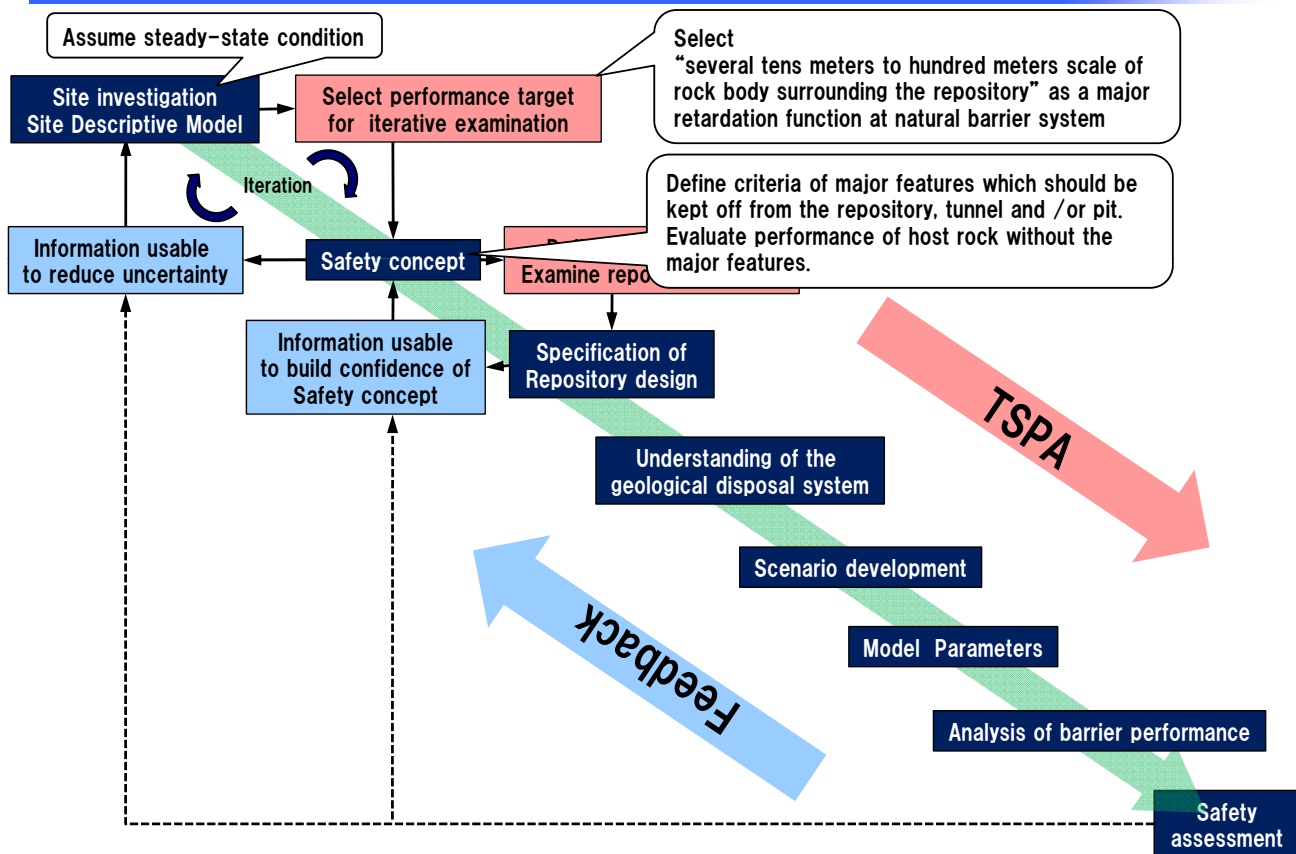 Assume steady-state condition
Select
“several tens meters to hundred meters scale of
rock body surrounding the repository” as a major
retardation function at natural barrier system
Site investigation
Site Descriptive Model
Select performance target
for iterative examination
Iteration
Define criteria of major features which should be
kept off from the repository, tunnel and /or pit.
Evaluate performance of host rock without the
major features.
Information usable
to reduce uncertainty
Safety concept
Examine repo
Information usable
to build confidence of
Safety concept
Specification of
Repository design
TSPA
Understanding of the
geological disposal system
Scenario development
Feedback
Model Parameters
Analysis of barrier performance
Safety
assessment